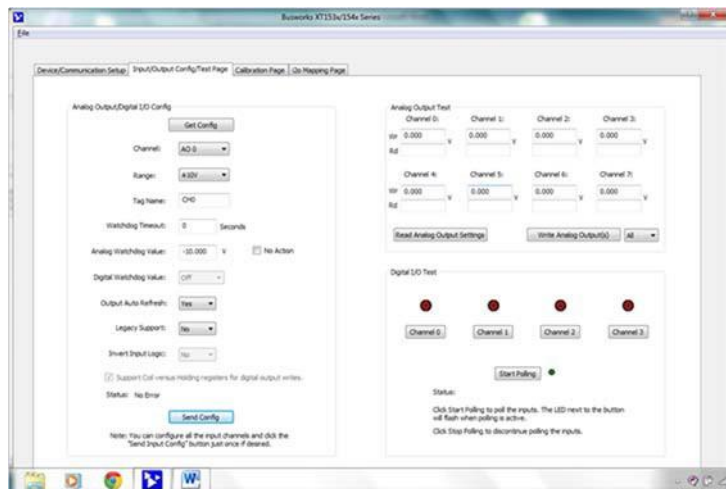 Busworks XT153x/154x Series
File
Device/Communication Setup
Input/Output Config/Test Page
Calibration Page
I2o Mapping Page
Analog Output/Digital I/O Config
Get Config
Channel: AO 0
Range: ±10V
Tag Name: CH0
Watchdog Timeout: 0 Seconds
Analog Watchdog Value: -10.000 V No Action
Digital Watchdog Value: Off
Output Auto Refresh: Yes
Legacy Support: No
Invert Input Logic: No
Support Coil versus Holding registers for digital output writes.
Status: No Error
Send Config
Note: You can configure all the input channels and click the
"Send Input Config" button just once if desired.
Analog Output Test
Channel 0: Channel 1: Channel 2: Channel 3:
Wr 0.000 V 0.000 V 0.000 V 0.000 V
Rd
Channel 4: Channel 5: Channel 6: Channel 7:
Wr 0.000 V 0.000 V 0.000 V 0.000 V
Rd
Read Analog Output Settings
Write Analog Output(s) All
Digital I/O Test
Channel 0 Channel 1 Channel 2 Channel 3
Start Polling
Status:
Click Start Polling to poll the inputs. The LED next to the button
will flash when polling is active.
Click Stop Polling to discontinue polling the inputs.